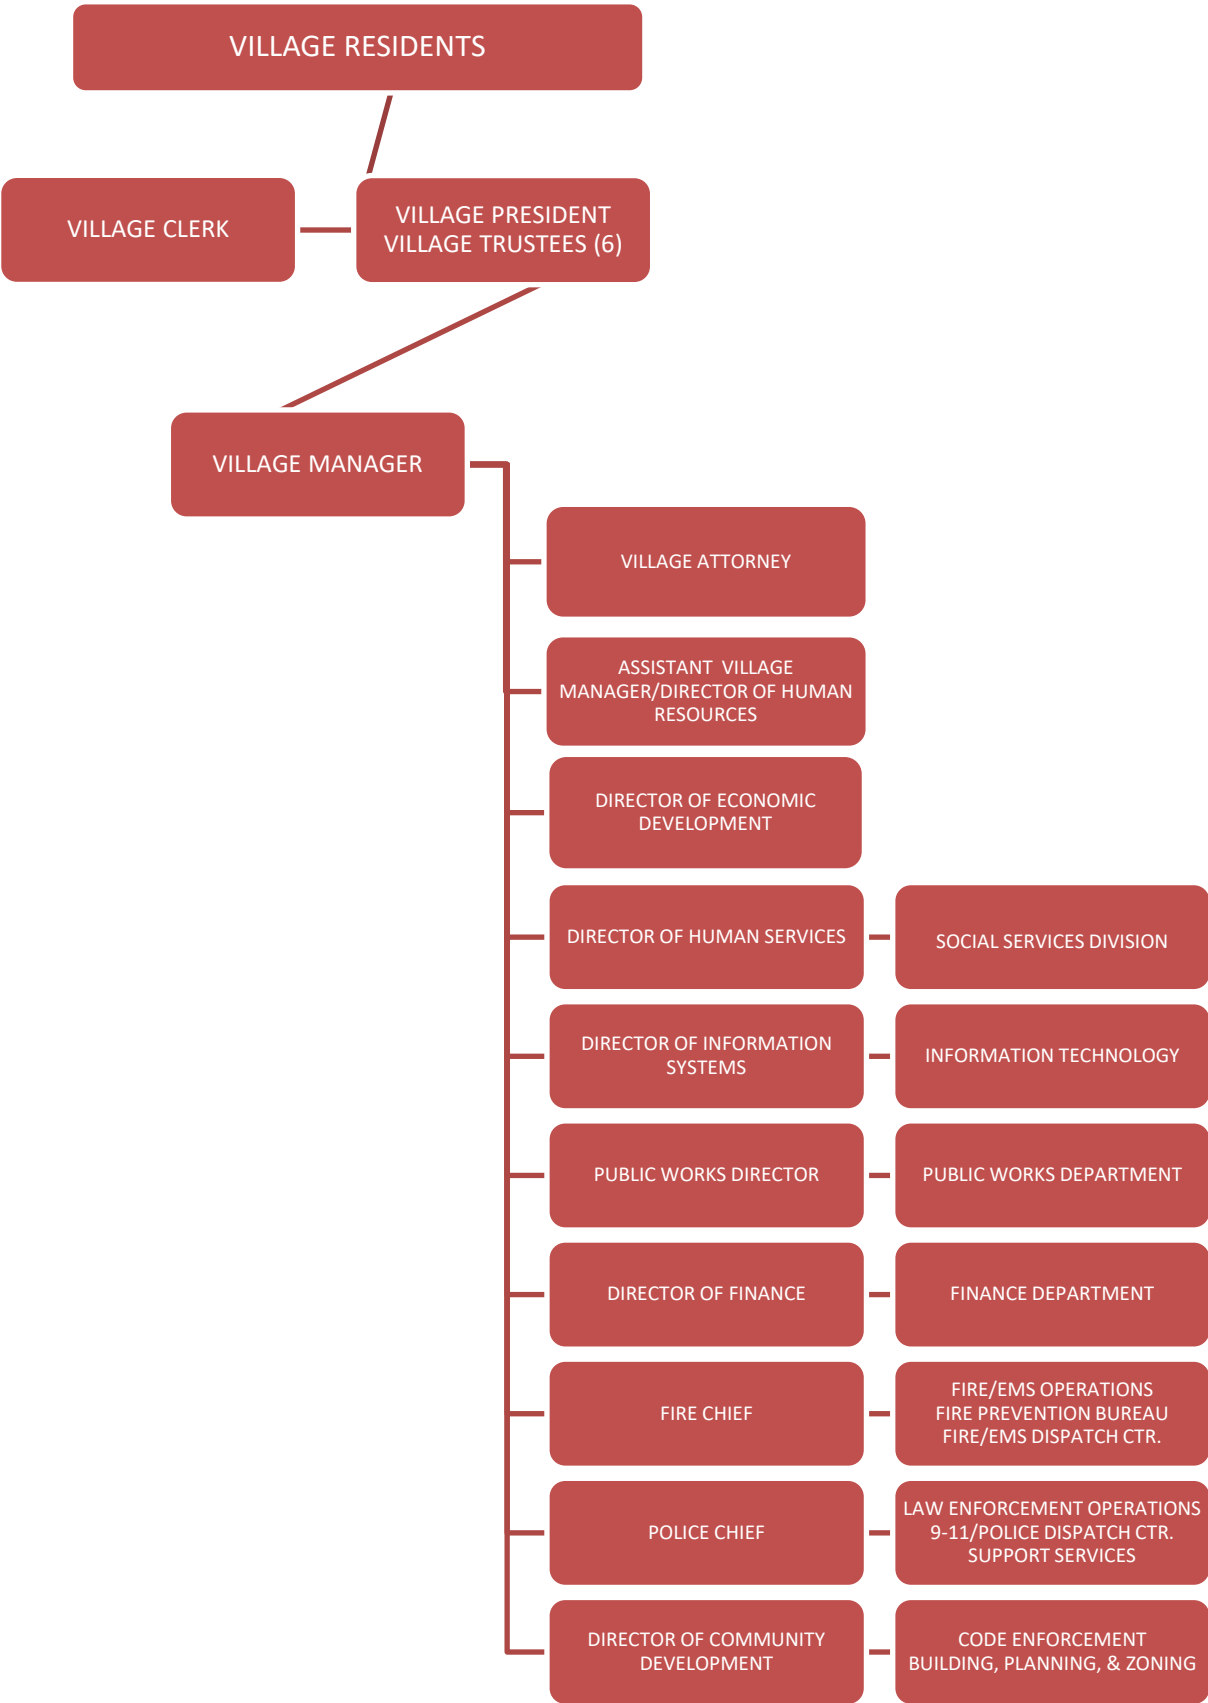 VILLAGE RESIDENTS
VILLAGE CLERK
VILLAGE PRESIDENT
VILLAGE TRUSTEES (6)
VILLAGE MANAGER
VILLAGE ATTORNEY
ASSISTANT VILLAGE
MANAGER/DIRECTOR OF HUMAN
RESOURCES
DIRECTOR OF ECONOMIC
DEVELOPMENT
DIRECTOR OF HUMAN SERVICES
SOCIAL SERVICES DIVISION
DIRECTOR OF INFORMATION
SYSTEMS
INFORMATION TECHNOLOGY
PUBLIC WORKS DIRECTOR
PUBLIC WORKS DEPARTMENT
DIRECTOR OF FINANCE
FINANCE DEPARTMENT
FIRE CHIEF
FIRE/EMS OPERATIONS
FIRE PREVENTION BUREAU
FIRE/EMS DISPATCH CTR.
POLICE CHIEF
LAW ENFORCEMENT OPERATIONS
9-11/POLICE DISPATCH CTR.
SUPPORT SERVICES
DIRECTOR OF COMMUNITY
DEVELOPMENT
CODE ENFORCEMENT
BUILDING, PLANNING, & ZONING